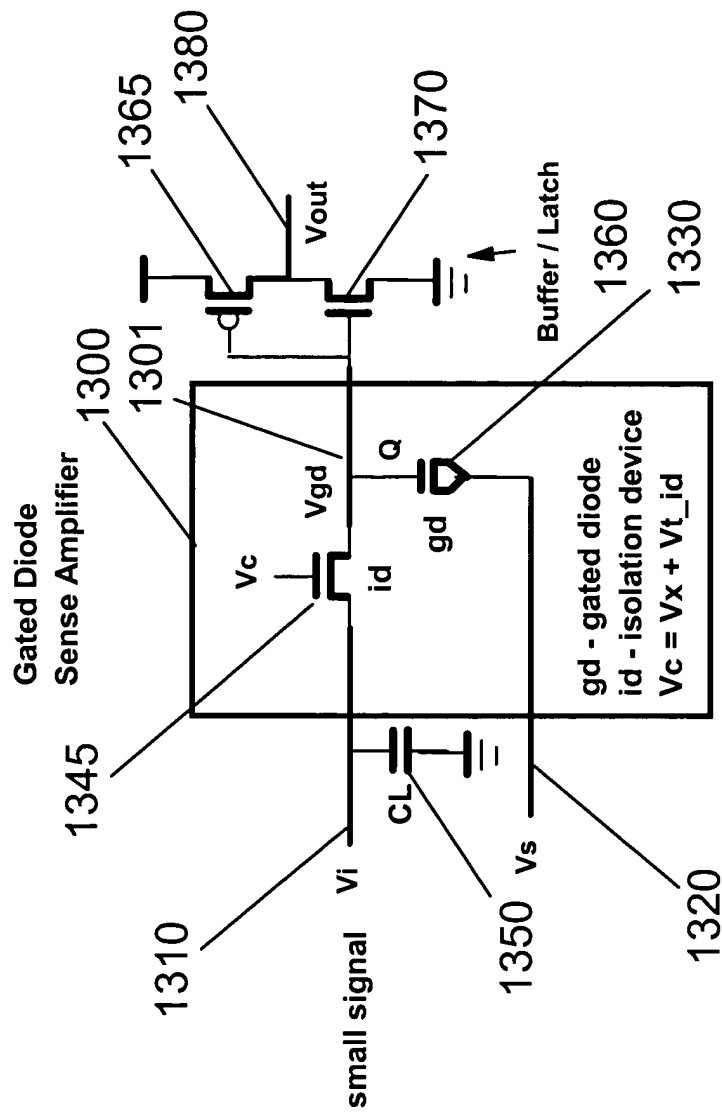 Gated Diode
Sense Amplifier
1300
1301
1365
1380
1345
1310
Vc
Vgd
Vout
1370
Vi
id
Q
small signal
CL
gd
Buffer / Latch
1350
Vs
1360
1330
gd - gated diode
id - isolation device
Vc = Vx + Vt_id
1320